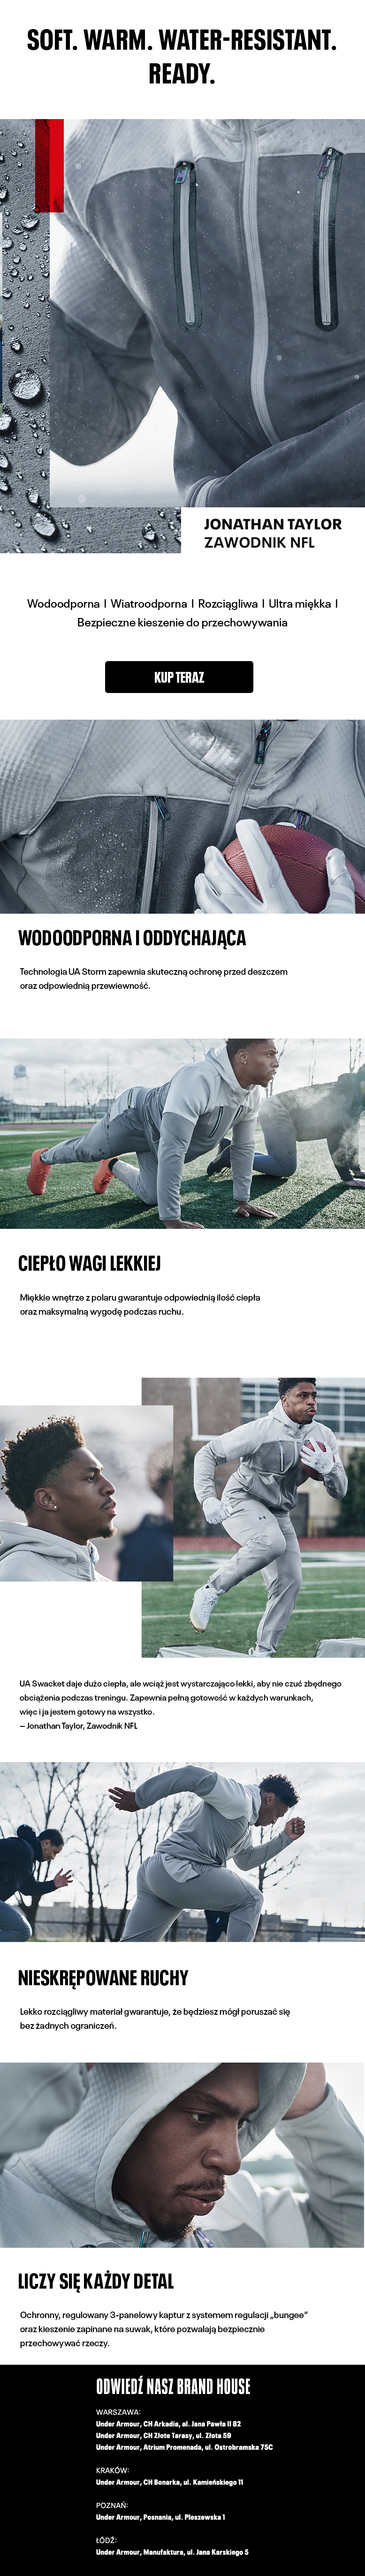 SOFT. WARM. WATER-RESISTANT.
READY.
JONATHAN TAYLOR
ZAWODNIK NFL
Wodoodporna I Wiatroodporna I Rozciągliwa I Ultra miękka I
Bezpieczne kieszenie do przechowywania
KUP TERAZ
WODOODPORNA I ODDYCHAJĄCA
Technologia UA Storm zapewnia skuteczną ochronę przed deszczem
oraz odpowiednią przewiewność.
CIEPŁO WAGI LEKKIEJ
Miękkie wnętrze z polaru gwarantuje odpowiednią ilość ciepła
oraz maksymalną wygodę podczas ruchu.
UA Swacket daje dużo ciepła, ale wciąż jest wystarczająco lekki, aby nie czuć zbędnego
obciążenia podczas treningu. Zapewnia pełną gotowość w każdych warunkach,
więc i ja jestem gotowy na wszystko.
– Jonathan Taylor, Zawodnik NFL
NIESKRĘPOWANE RUCHY
Lekko rozciągliwy materiał gwarantuje, że będziesz mógł poruszać się
bez żadnych ograniczeń.
LICZY SIĘ KAŻDY DETAL
Ochronny, regulowany 3-panelowy kaptur z systemem regulacji „bungee”
oraz kieszenie zapinane na suwak, które pozwalają bezpiecznie
przechowywać rzeczy.
ODWIEDŹ NASZ BRAND HOUSE
WARSZAWA:
Under Armour, CH Arkadia, al. Jana Pawła II 82
Under Armour, CH Złote Tarasy, ul. Złota 59
Under Armour, Atrium Promenada, ul. Ostrobramska 75C
KRAKÓW:
Under Armour, CH Bonarka, ul. Kamieńskiego 11
POZNAŃ:
Under Armour, Posnania, ul. Pleszewska 1
ŁÓDŹ:
Under Armour, Manufaktura, ul. Jana Karskiego 5